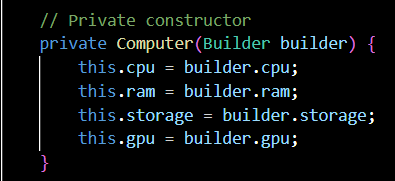 // Private constructor
private Computer(Builder builder) {
this.cpu = builder.cpu;
this.ram = builder.ram;
this.storage = builder.storage;
this.gpu = builder.gpu;
}